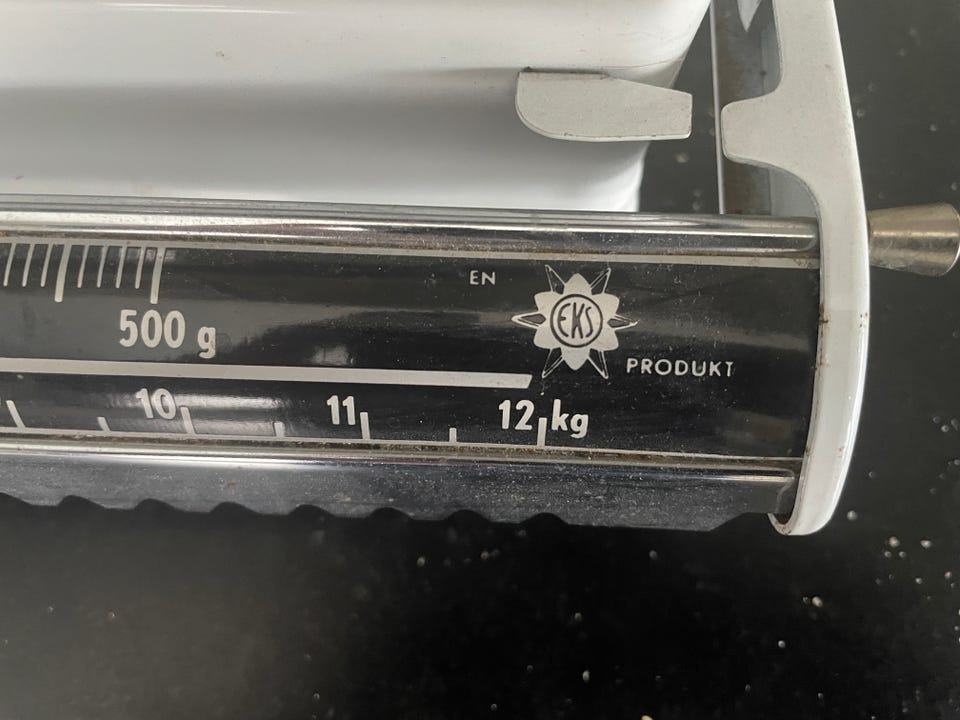 EN
EKS
500 g
PRODUKT
10 11 12 kg